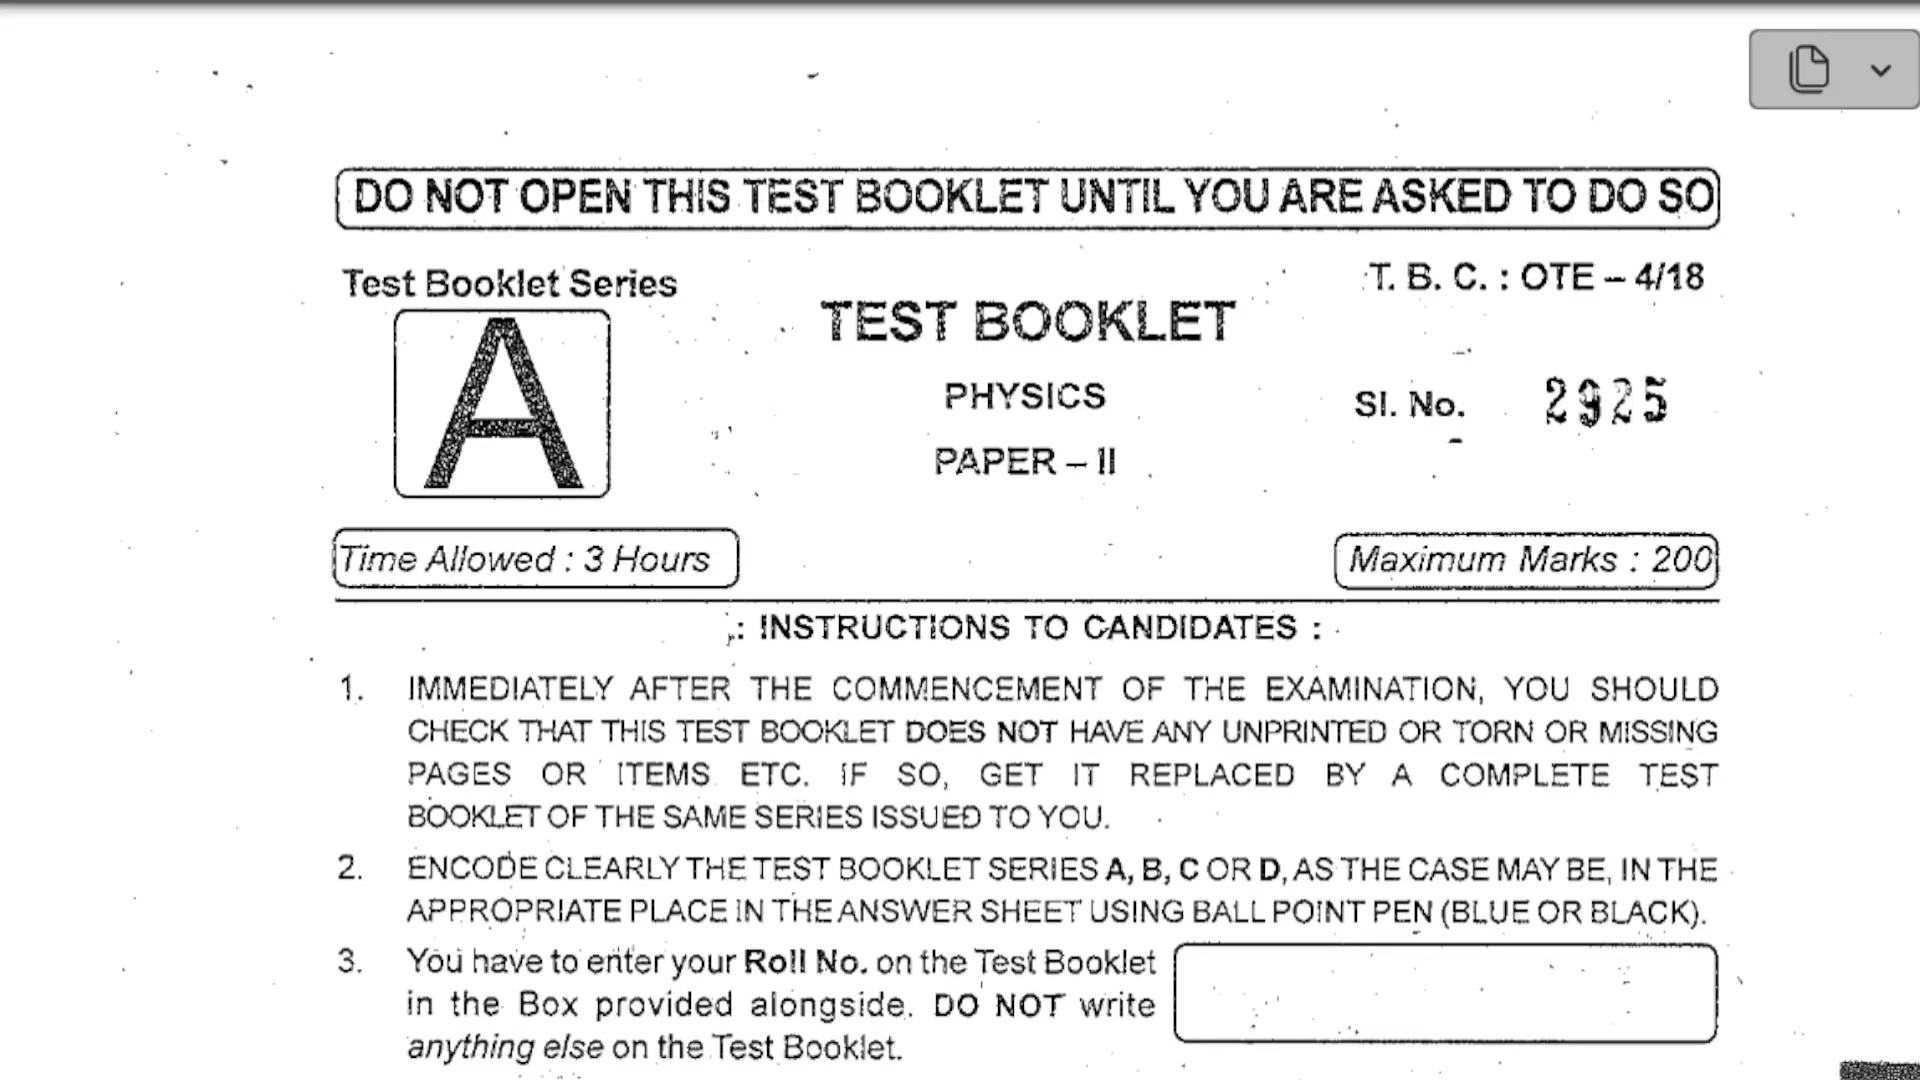 DO NOT OPEN THIS TEST BOOKLET UNTIL YOU ARE ASKED TO DO SO
Test Booklet Series
T. B. C. : OTE – 4/18
A
TEST BOOKLET
PHYSICS
Sl. No. 2925
PAPER – II
Time Allowed : 3 Hours
Maximum Marks : 200
: INSTRUCTIONS TO CANDIDATES :
1. IMMEDIATELY AFTER THE COMMENCEMENT OF THE EXAMINATION, YOU SHOULD
CHECK THAT THIS TEST BOOKLET DOES NOT HAVE ANY UNPRINTED OR TORN OR MISSING
PAGES OR ITEMS ETC. IF SO, GET IT REPLACED BY A COMPLETE TEST
BOOKLET OF THE SAME SERIES ISSUED TO YOU.
2. ENCODE CLEARLY THE TEST BOOKLET SERIES A, B, C OR D, AS THE CASE MAY BE, IN THE
APPROPRIATE PLACE IN THE ANSWER SHEET USING BALL POINT PEN (BLUE OR BLACK).
3. You have to enter your Roll No. on the Test Booklet
in the Box provided alongside. DO NOT write
anything else on the Test Booklet.